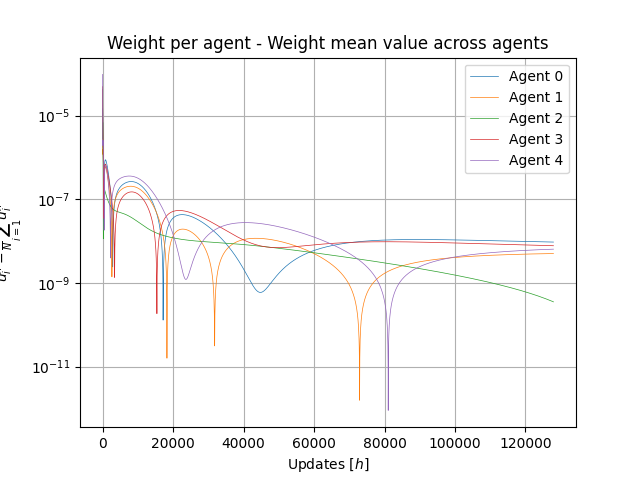 Weight per agent - Weight mean value across agents
Agent 0
Agent 1
Agent 2
Agent 3
Agent 4
10⁻⁵
10⁻⁷
10⁻⁹
10⁻¹¹
0 20000 40000 60000 80000 100000 120000
Updates [h]